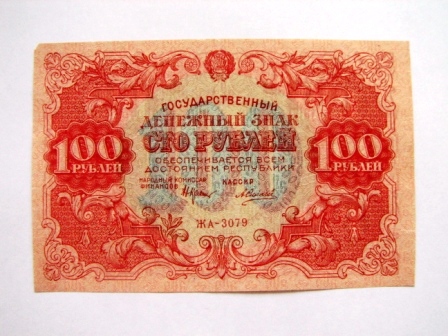 ГОСУДАРСТВЕННЫЙ
ДЕНЕЖНЫЙ ЗНАК
СТО РУБЛЕЙ
ОБЕСПЕЧИВАЕТСЯ ВСЕМ
ДОСТОЯНИЕМ РЕСПУБЛИКИ
100
РУБЛЕЙ
100
РУБЛЕЙ
НАРОДНЫЙ КОМИССАР
ФИНАНСОВ
КАССИР
ЖА-3079